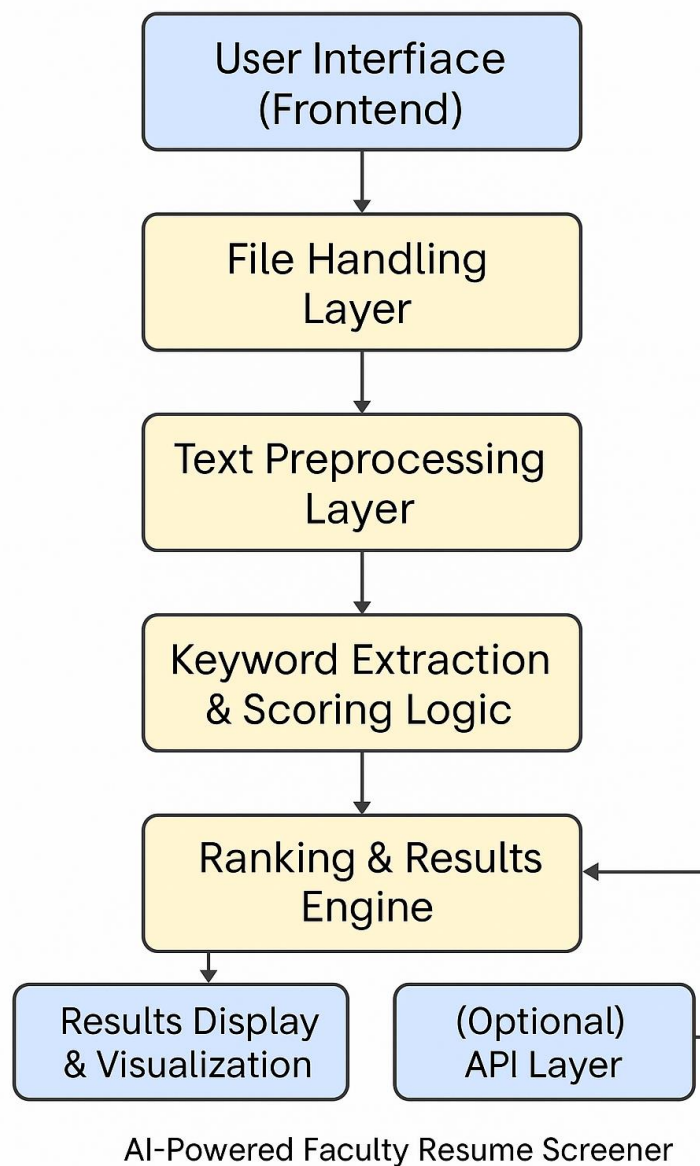 User Interfiace
(Frontend)
File Handling
Layer
Text Preprocessing
Layer
Keyword Extraction
& Scoring Logic
Ranking & Results
Engine
Results Display
& Visualization
(Optional)
API Layer
AI-Powered Faculty Resume Screener